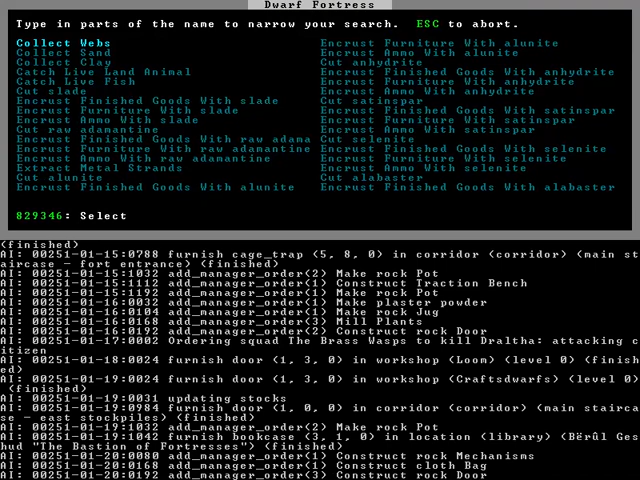 Dwarf Fortress
Type in parts of the name to narrow your search.  ESC to abort.
Collect Webs
Encrust Furniture With alunite
Collect Sand
Encrust Ammo With alunite
Collect Clay
Cut anhydrite
Catch Live Land Animal
Encrust Finished Goods With anhydrite
Catch Live Fish
Encrust Furniture With anhydrite
Cut slade
Encrust Ammo With anhydrite
Encrust Finished Goods With slade
Cut satinspar
Encrust Furniture With slade
Encrust Finished Goods With satinspar
Encrust Ammo With slade
Encrust Furniture With satinspar
Cut raw adamantine
Encrust Ammo With satinspar
Encrust Finished Goods With raw adama
Cut selenite
Encrust Furniture With raw adamantine
Encrust Finished Goods With selenite
Encrust Ammo With raw adamantine
Encrust Furniture With selenite
Extract Metal Strands
Encrust Ammo With selenite
Cut alunite
Cut alabaster
Encrust Finished Goods With alunite
Encrust Finished Goods With alabaster
829346: Select
(finished)
AI: 00251-01-15:0788 furnish cage_trap (5, 8, 0) in corridor (corridor) (main st
aircase - fort entrance) (finished)
AI: 00251-01-15:1032 add_manager_order(2) Make rock Pot
AI: 00251-01-15:1112 add_manager_order(1) Construct Traction Bench
AI: 00251-01-15:1192 add_manager_order(1) Make rock Pot
AI: 00251-01-16:0032 add_manager_order(1) Make plaster powder
AI: 00251-01-16:0104 add_manager_order(1) Make rock Jug
AI: 00251-01-16:0168 add_manager_order(3) Mill Plants
AI: 00251-01-16:0192 add_manager_order(2) Construct rock Door
AI: 00251-01-17:0002 Ordering squad The Brass Wasps to kill Draltha: attacking c
itizen
AI: 00251-01-18:0024 furnish door (1, 3, 0) in workshop (Loom) (level 0) (finish
ed)
AI: 00251-01-19:0024 furnish door (1, 3, 0) in workshop (Craftsdwarfs) (level 0)
(finished)
AI: 00251-01-19:0031 updating stocks
AI: 00251-01-19:0984 furnish door (1, 0, 0) in corridor (corridor) (main stairca
se - east stockpiles) (finished)
AI: 00251-01-19:1032 add_manager_order(2) Make rock Pot
AI: 00251-01-19:1042 furnish bookcase (3, 1, 0) in location (library) (Bërûl Ges
hud "The Bastion of Fortresses") (finished)
AI: 00251-01-20:0080 add_manager_order(1) Construct rock Mechanisms
AI: 00251-01-20:0168 add_manager_order(1) Construct cloth Bag
AI: 00251-01-20:0192 add_manager_order(3) Construct rock Door